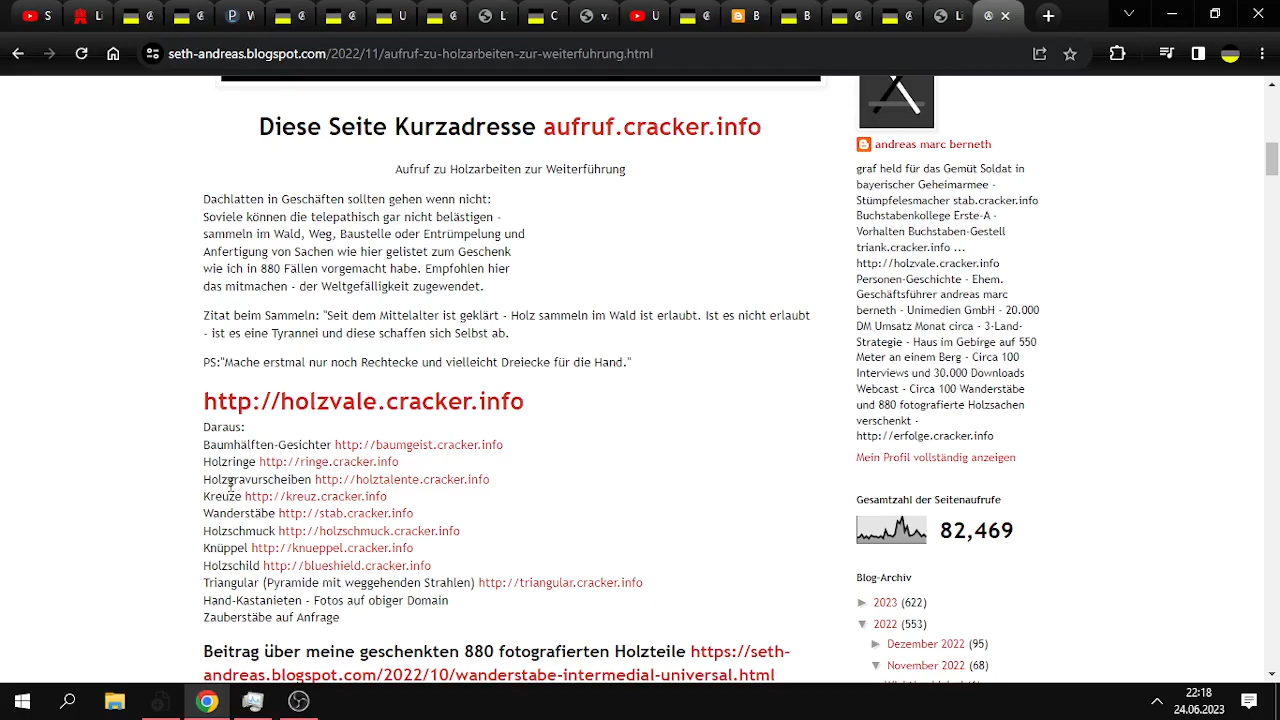 S
Li
C
C
P
C
C
U
C
L
C
v.
U
C
B
B
C
C
Li
seth-andreas.blogspot.com/2022/11/aufruf-zu-holzarbeiten-zur-weiterfuhrung.html
Diese Seite Kurzadresse aufruf.cracker.info
Aufruf zu Holzarbeiten zur Weiterführung
Dachlatten in Geschäften sollten gehen wenn nicht:
Soviele können die telepathisch gar nicht belästigen -
sammeln im Wald, Weg, Baustelle oder Entrümpelung und
Anfertigung von Sachen wie hier gelistet zum Geschenk
wie ich in 880 Fällen vorgemacht habe. Empfohlen hier
das mitmachen - der Weltgefälligkeit zugewendet.
Zitat beim Sammeln: "Seit dem Mittelalter ist geklärt - Holz sammeln im Wald ist erlaubt. Ist es nicht erlaubt
- ist es eine Tyrannei und diese schaffen sich Selbst ab.
PS:"Mache erstmal nur noch Rechtecke und vielleicht Dreiecke für die Hand."
http://holzvale.cracker.info
Daraus:
Baumhälften-Gesichter http://baumgeist.cracker.info
Holzringe http://ringe.cracker.info
Holzgravurscheiben http://holztalente.cracker.info
Kreuze http://kreuz.cracker.info
Wanderstäbe http://stab.cracker.info
Holzschmuck http://holzschmuck.cracker.info
Knüppel http://knueppel.cracker.info
Holzschild http://blueshield.cracker.info
Triangular (Pyramide mit weggehenden Strahlen) http://triangular.cracker.info
Hand-Kastanieten - Fotos auf obiger Domain
Zauberstäbe auf Anfrage
Beitrag über meine geschenkten 880 fotografierten Holzteile https://seth-
andreas.blogspot.com/2022/10/wanderstabe-intermedial-universal.html
andreas marc berneth
graf held für das Gemüt Soldat in
bayerischer Geheimarmee -
Stümpfelesmacher stab.cracker.info
Buchstabenkollege Erste-A -
Vorhalten Buchstaben-Gestell
triank.cracker.info ...
http://holzvale.cracker.info
Personen-Geschichte - Ehem.
Geschäftsführer andreas marc
berneth - Unimedien GmbH - 20.000
DM Umsatz Monat circa - 3-Land-
Strategie - Haus im Gebirge auf 550
Meter an einem Berg - Circa 100
Interviews und 30.000 Downloads
Webcast - Circa 100 Wanderstäbe
und 880 fotografierte Holzsachen
verschenkt -
http://erfolge.cracker.info
Mein Profil vollständig anzeigen
Gesamtzahl der Seitenaufrufe
82,469
Blog-Archiv
► 2023 (622)
▼ 2022 (553)
► Dezember 2022 (95)
▼ November 2022 (68)
22:18
24.06.2023